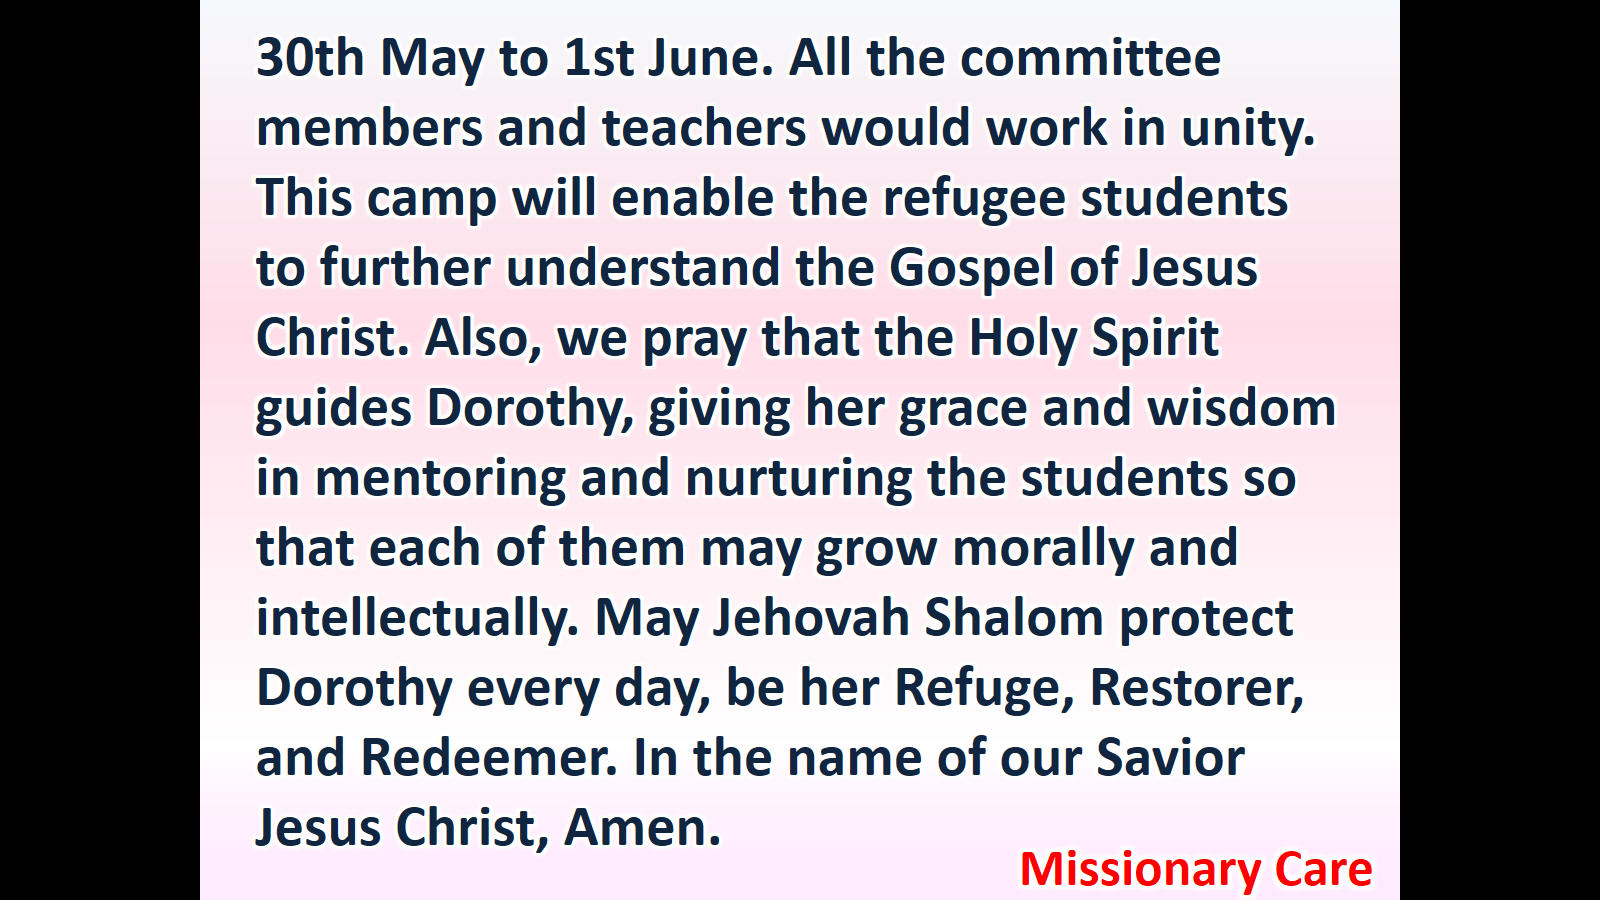 30th May to 1st June. All the committee
members and teachers would work in unity.
This camp will enable the refugee students
to further understand the Gospel of Jesus
Christ. Also, we pray that the Holy Spirit
guides Dorothy, giving her grace and wisdom
in mentoring and nurturing the students so
that each of them may grow morally and
intellectually. May Jehovah Shalom protect
Dorothy every day, be her Refuge, Restorer,
and Redeemer. In the name of our Savior
Jesus Christ, Amen.
Missionary Care